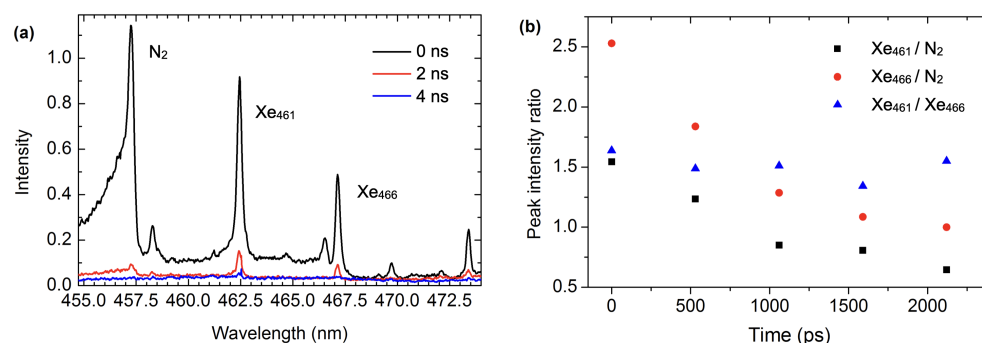 (a)
N₂
Xe₄₆₁
Xe₄₆₆
0 ns
2 ns
4 ns
1.0
0.8
0.6
0.4
0.2
0
Intensity
455.0 457.5 460.0 462.5 465.0 467.5 470.0 472.5
Wavelength (nm)
(b)
Xe₄₆₁ / N₂
Xe₄₆₆ / N₂
Xe₄₆₁ / Xe₄₆₆
2.5
2.0
1.5
1.0
0.5
Peak intensity ratio
0 500 1000 1500 2000
Time (ps)